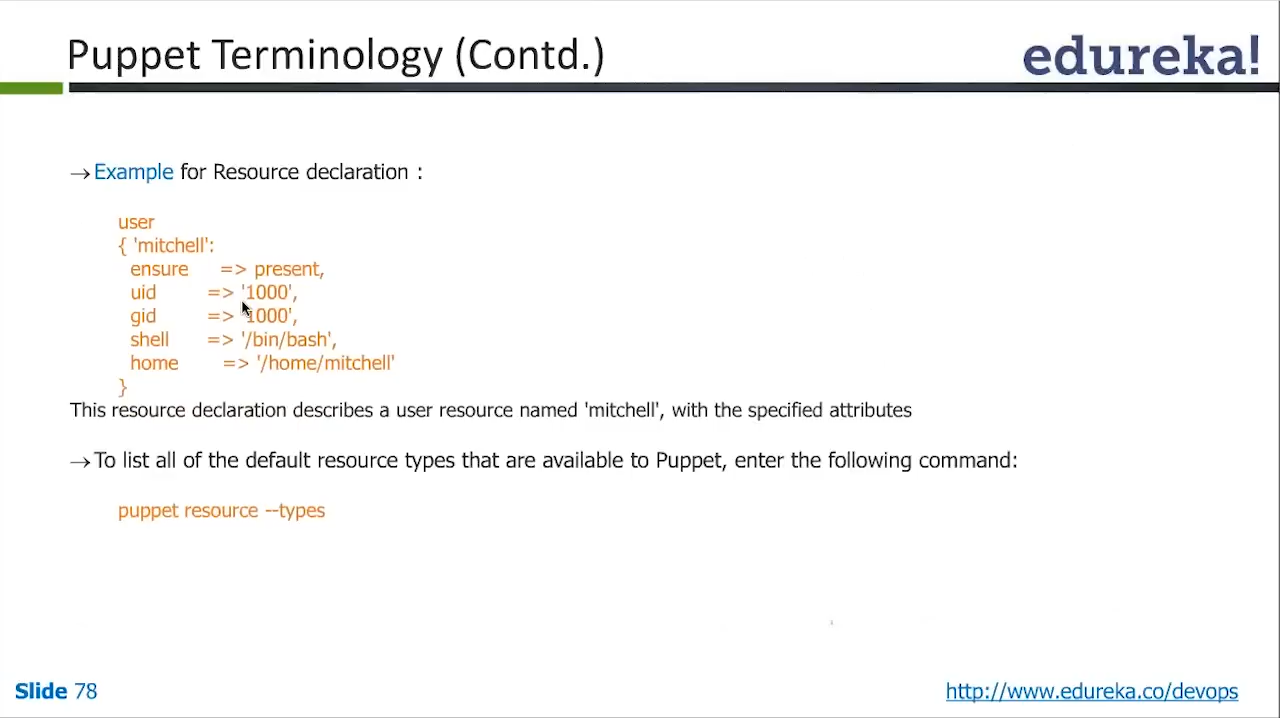 Puppet Terminology (Contd.)
edureka!
→ Example for Resource declaration :
user
{ 'mitchell':
ensure => present,
uid => '1000',
gid => '1000',
shell => '/bin/bash',
home => '/home/mitchell'
}
This resource declaration describes a user resource named 'mitchell', with the specified attributes
→ To list all of the default resource types that are available to Puppet, enter the following command:
puppet resource --types
Slide 78
http://www.edureka.co/devops